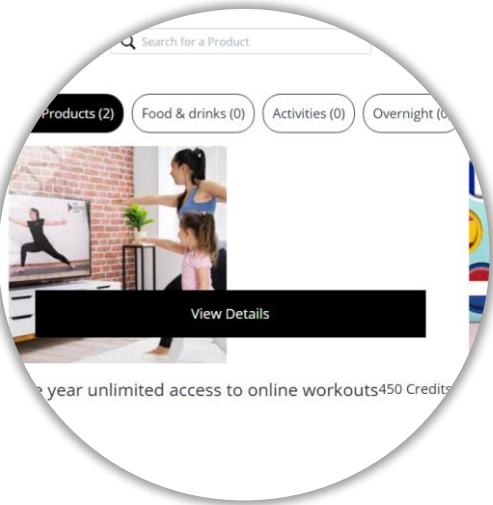 Search for a Product
Products (2) Food & drinks (0) Activities (0) Overnight (0
View Details
year unlimited access to online workouts 450 Credits